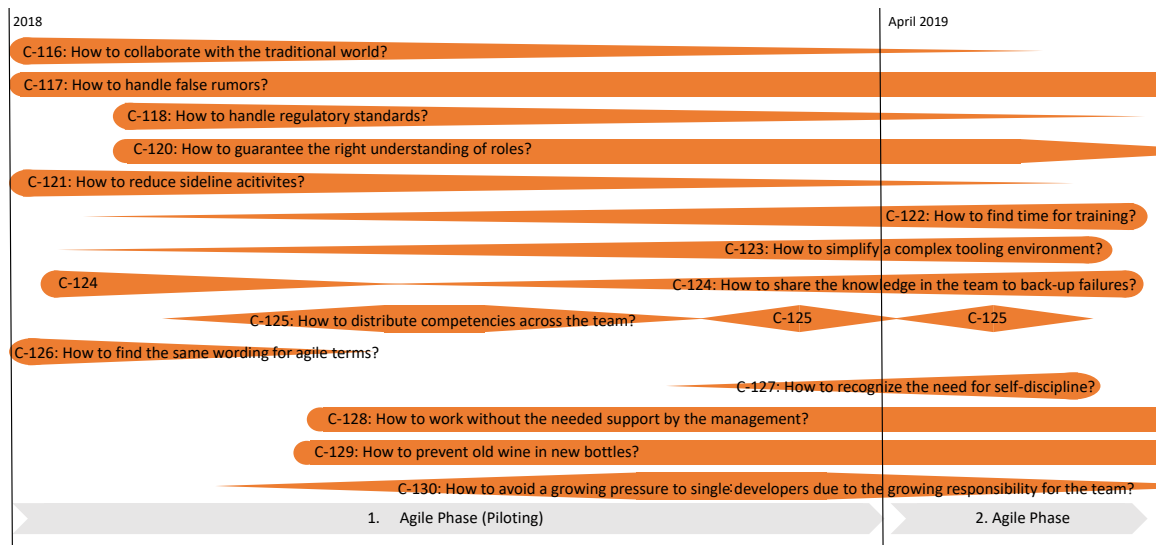 2018
April 2019
C-116: How to collaborate with the traditional world?
C-117: How to handle false rumors?
C-118: How to handle regulatory standards?
C-120: How to guarantee the right understanding of roles?
C-121: How to reduce sideline acitivites?
C-122: How to find time for training?
C-123: How to simplify a complex tooling environment?
C-124
C-124: How to share the knowledge in the team to back-up failures?
C-125: How to distribute competencies across the team?
C-125
C-125
C-126: How to find the same wording for agile terms?
C-127: How to recognize the need for self-discipline?
C-128: How to work without the needed support by the management?
C-129: How to prevent old wine in new bottles?
C-130: How to avoid a growing pressure to single developers due to the growing responsibility for the team?
1. Agile Phase (Piloting)
2. Agile Phase